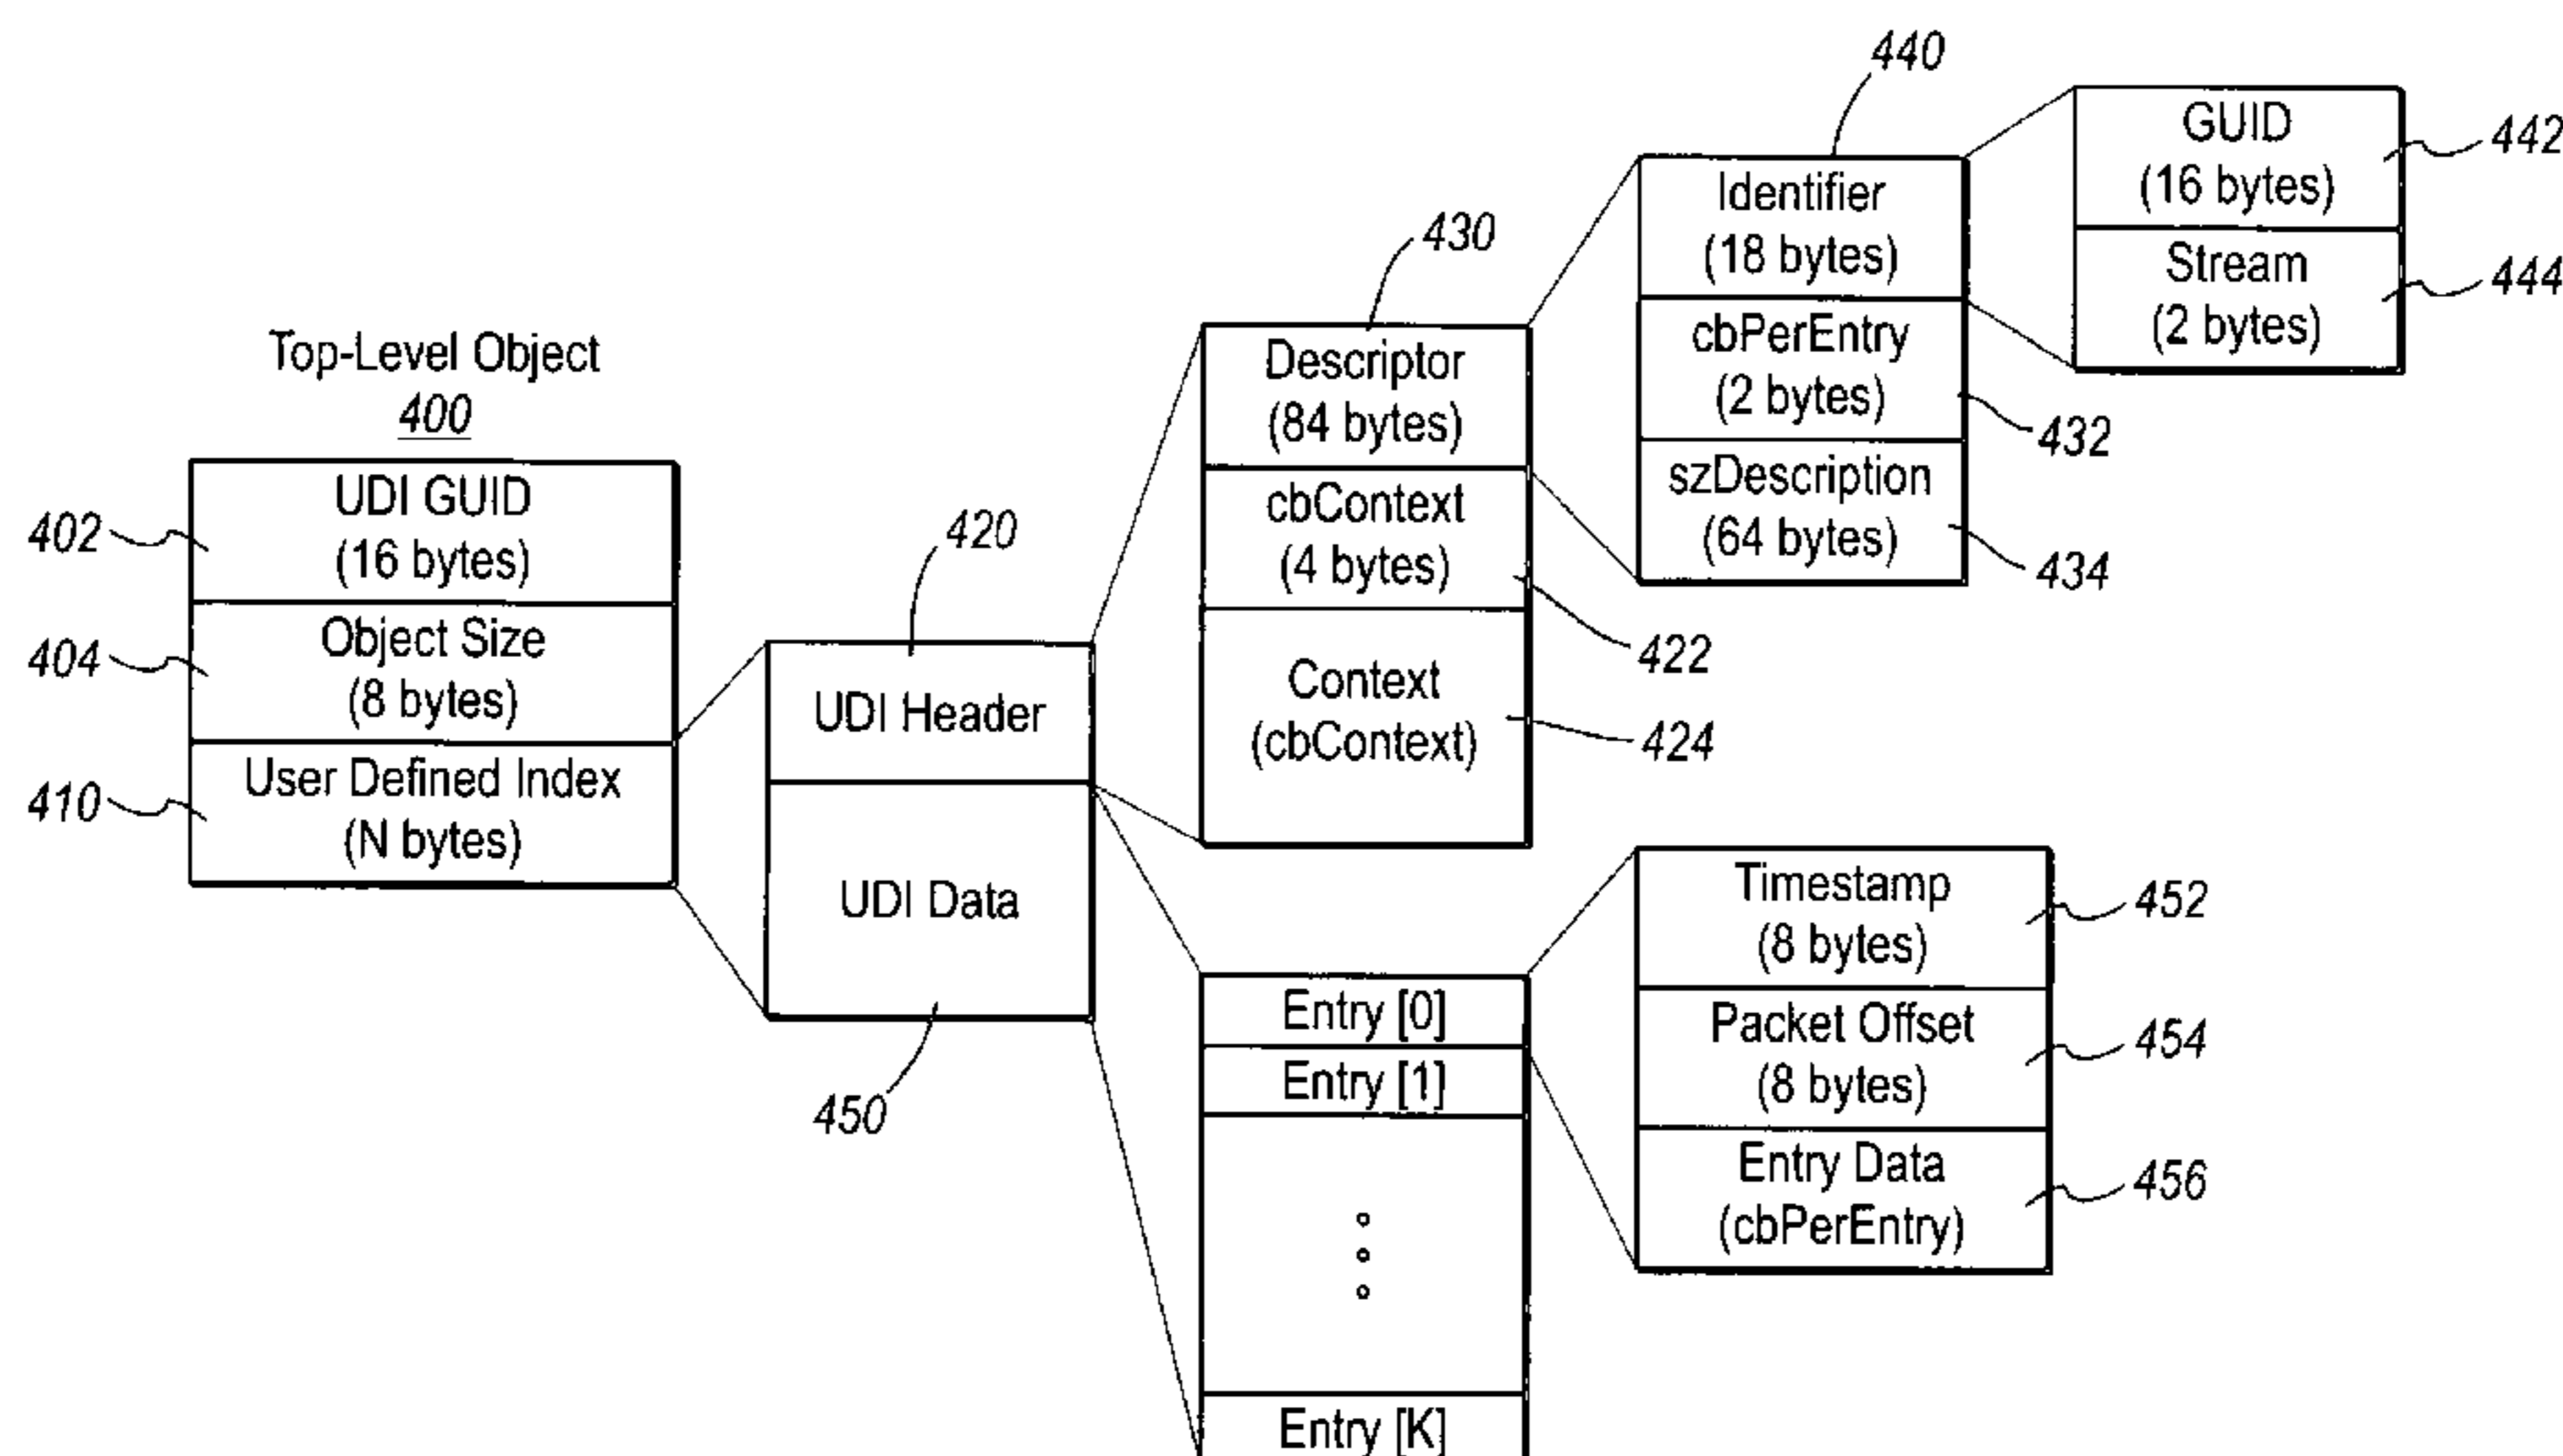 Top-Level Object
400
UDI GUID
(16 bytes)
402
Object Size
(8 bytes)
404
User Defined Index
(N bytes)
410
420
UDI Header
UDI Data
450
430
Descriptor
(84 bytes)
cbContext
(4 bytes)
422
Context
(cbContext)
424
440
Identifier
(18 bytes)
cbPerEntry
(2 bytes)
432
szDescription
(64 bytes)
434
GUID
(16 bytes)
442
Stream
(2 bytes)
444
Entry [0]
Entry [1]
Entry [K]
Timestamp
(8 bytes)
452
Packet Offset
(8 bytes)
454
Entry Data
(cbPerEntry)
456